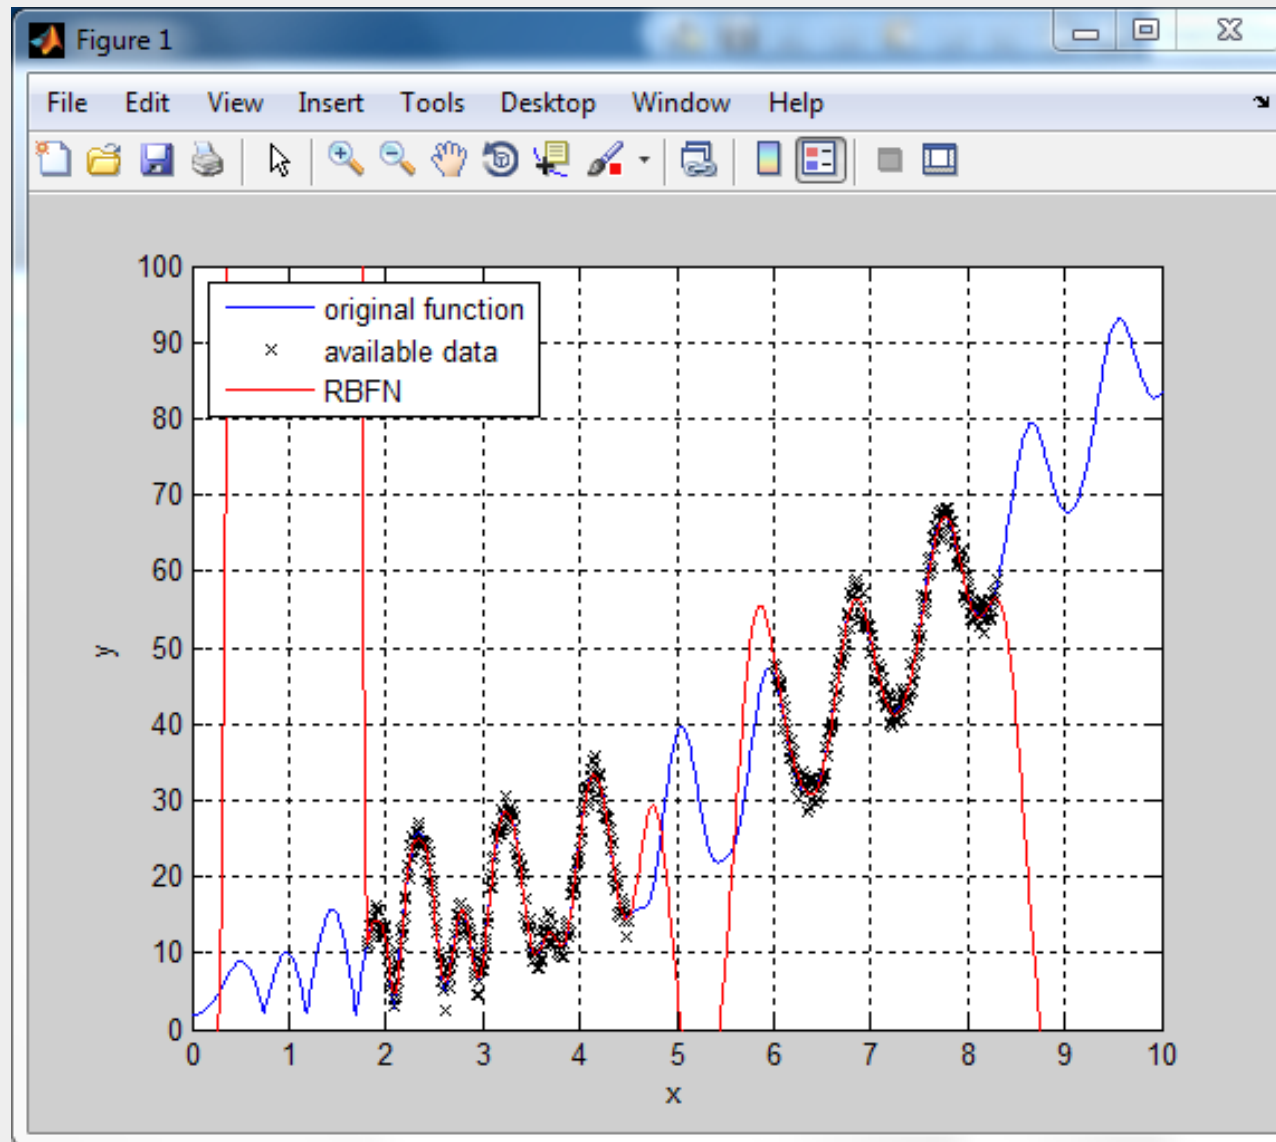 Figure 1
File Edit View Insert Tools Desktop Window Help
100
90
80
70
60
50
40
30
20
10
0
y
original function
available data
RBFN
0 1 2 3 4 5 6 7 8 9 10
x